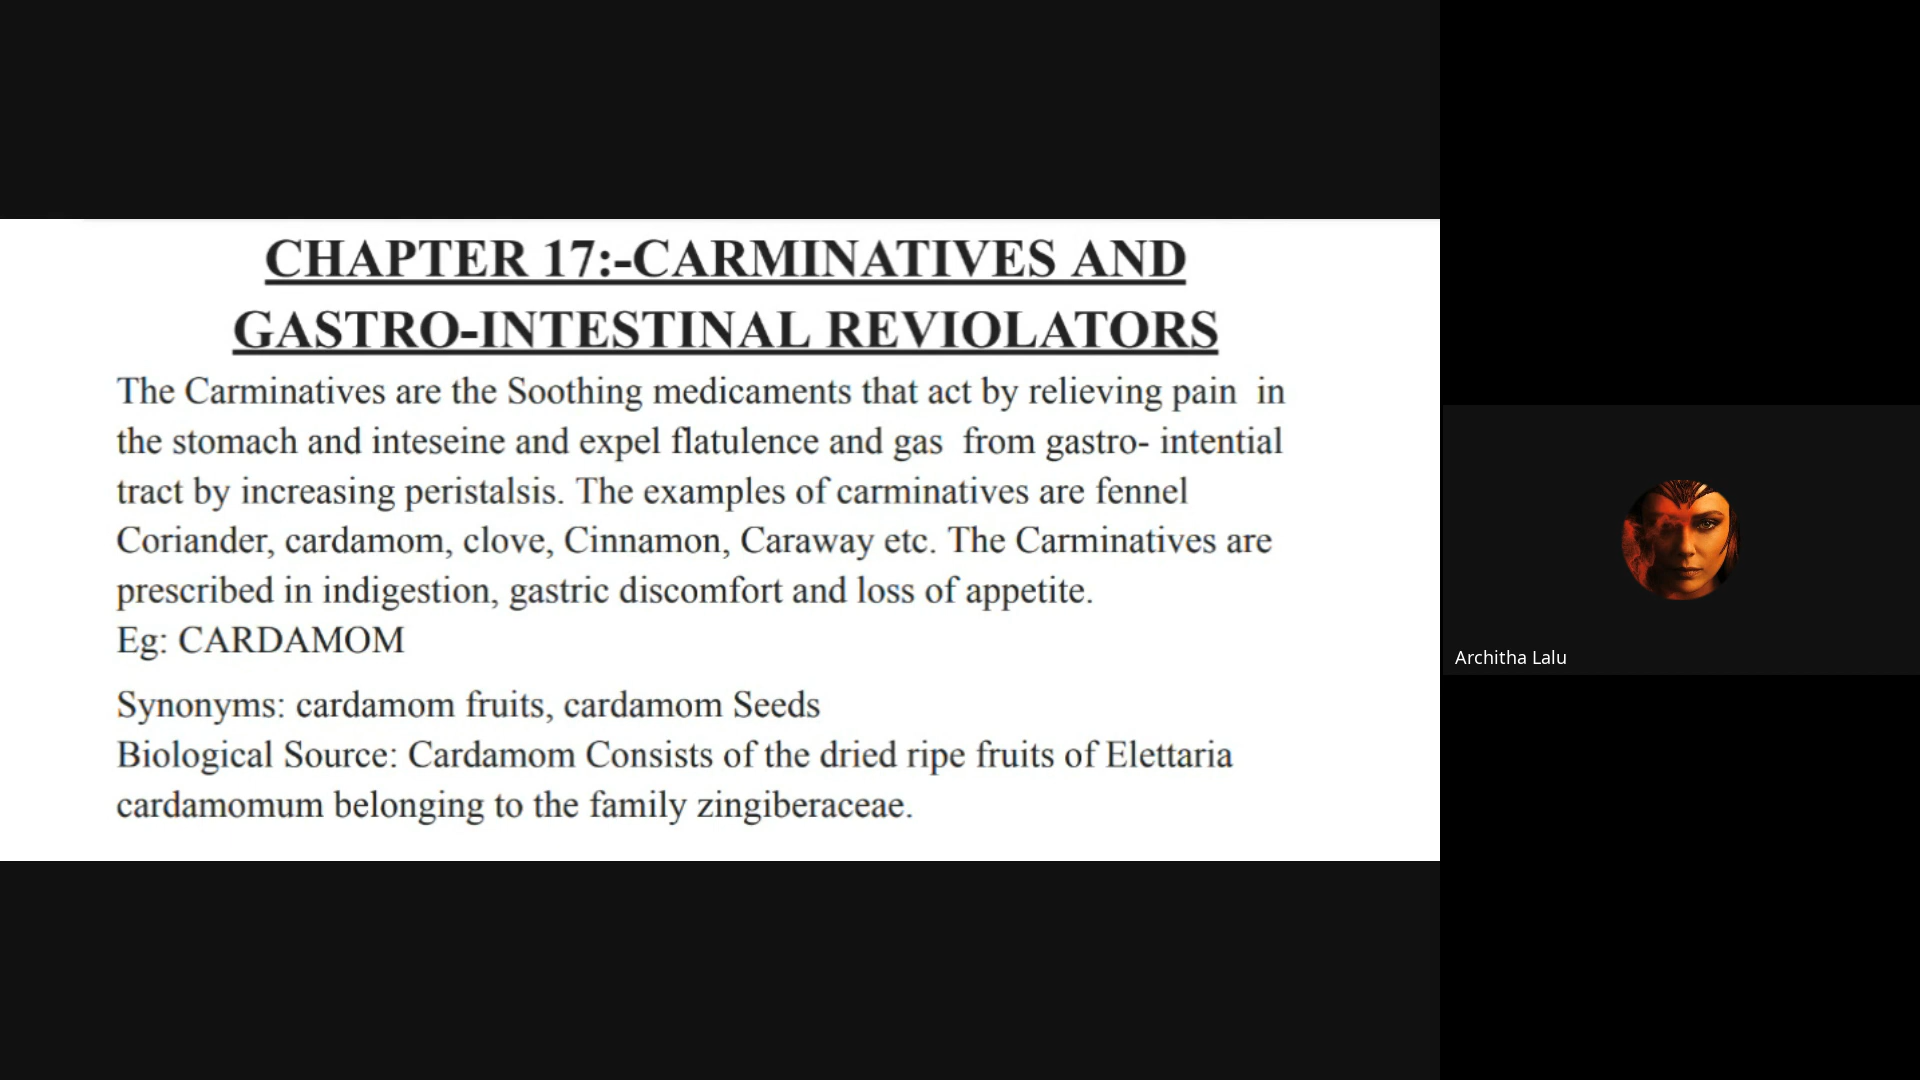 CHAPTER 17:-CARMINATIVES AND
GASTRO-INTESTINAL REVIOLATORS
The Carminatives are the Soothing medicaments that act by relieving pain in
the stomach and inteseine and expel flatulence and gas from gastro- intential
tract by increasing peristalsis. The examples of carminatives are fennel
Coriander, cardamom, clove, Cinnamon, Caraway etc. The Carminatives are
prescribed in indigestion, gastric discomfort and loss of appetite.
Eg: CARDAMOM
Synonyms: cardamom fruits, cardamom Seeds
Biological Source: Cardamom Consists of the dried ripe fruits of Elettaria
cardamomum belonging to the family zingiberaceae.
Architha Lalu